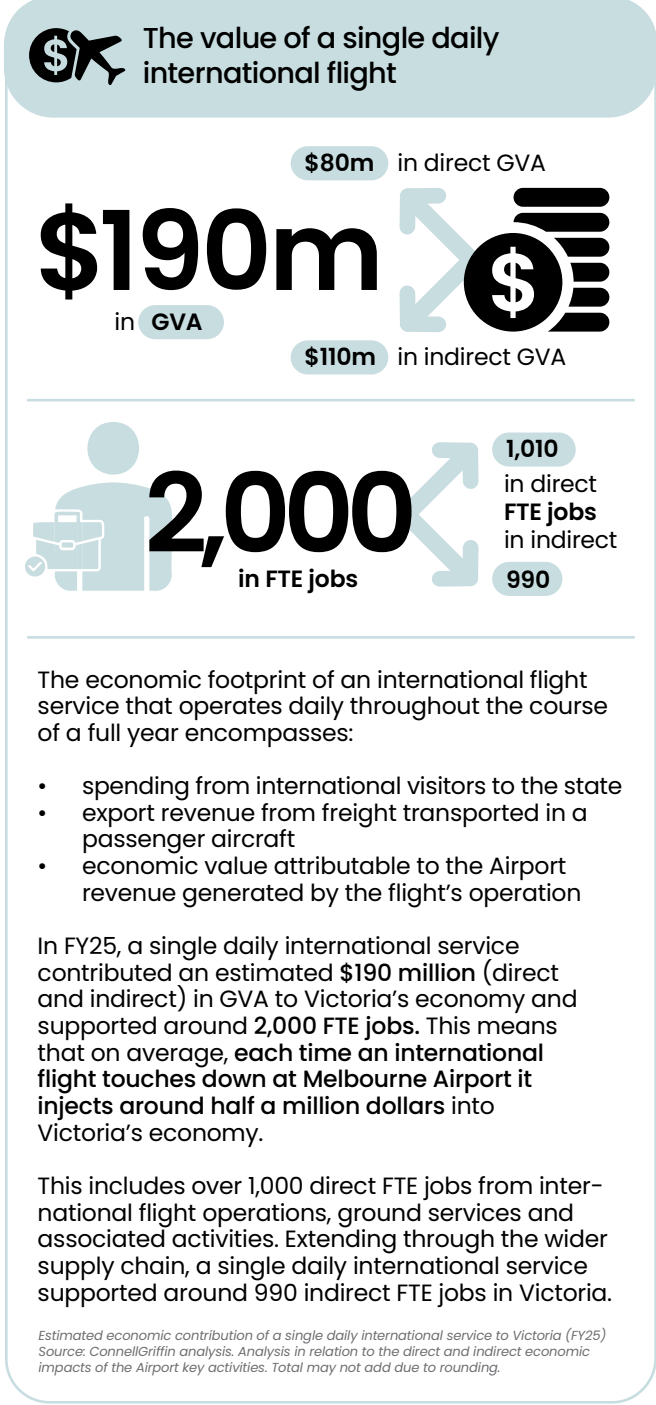 The value of a single daily
international flight
$80m in direct GVA
$190m
in GVA
$110m in indirect GVA
2,000
in FTE jobs
1,010
in direct
FTE jobs
in indirect
990
The economic footprint of an international flight
service that operates daily throughout the course
of a full year encompasses:
• spending from international visitors to the state
• export revenue from freight transported in a
passenger aircraft
• economic value attributable to the Airport
revenue generated by the flight's operation
In FY25, a single daily international service
contributed an estimated $190 million (direct
and indirect) in GVA to Victoria's economy and
supported around 2,000 FTE jobs. This means
that on average, each time an international
flight touches down at Melbourne Airport it
injects around half a million dollars into
Victoria's economy.
This includes over 1,000 direct FTE jobs from inter-
national flight operations, ground services and
associated activities. Extending through the wider
supply chain, a single daily international service
supported around 990 indirect FTE jobs in Victoria.
Estimated economic contribution of a single daily international service to Victoria (FY25)
Source: ConnellGriffin analysis. Analysis in relation to the direct and indirect economic
impacts of the Airport key activities. Total may not add due to rounding.